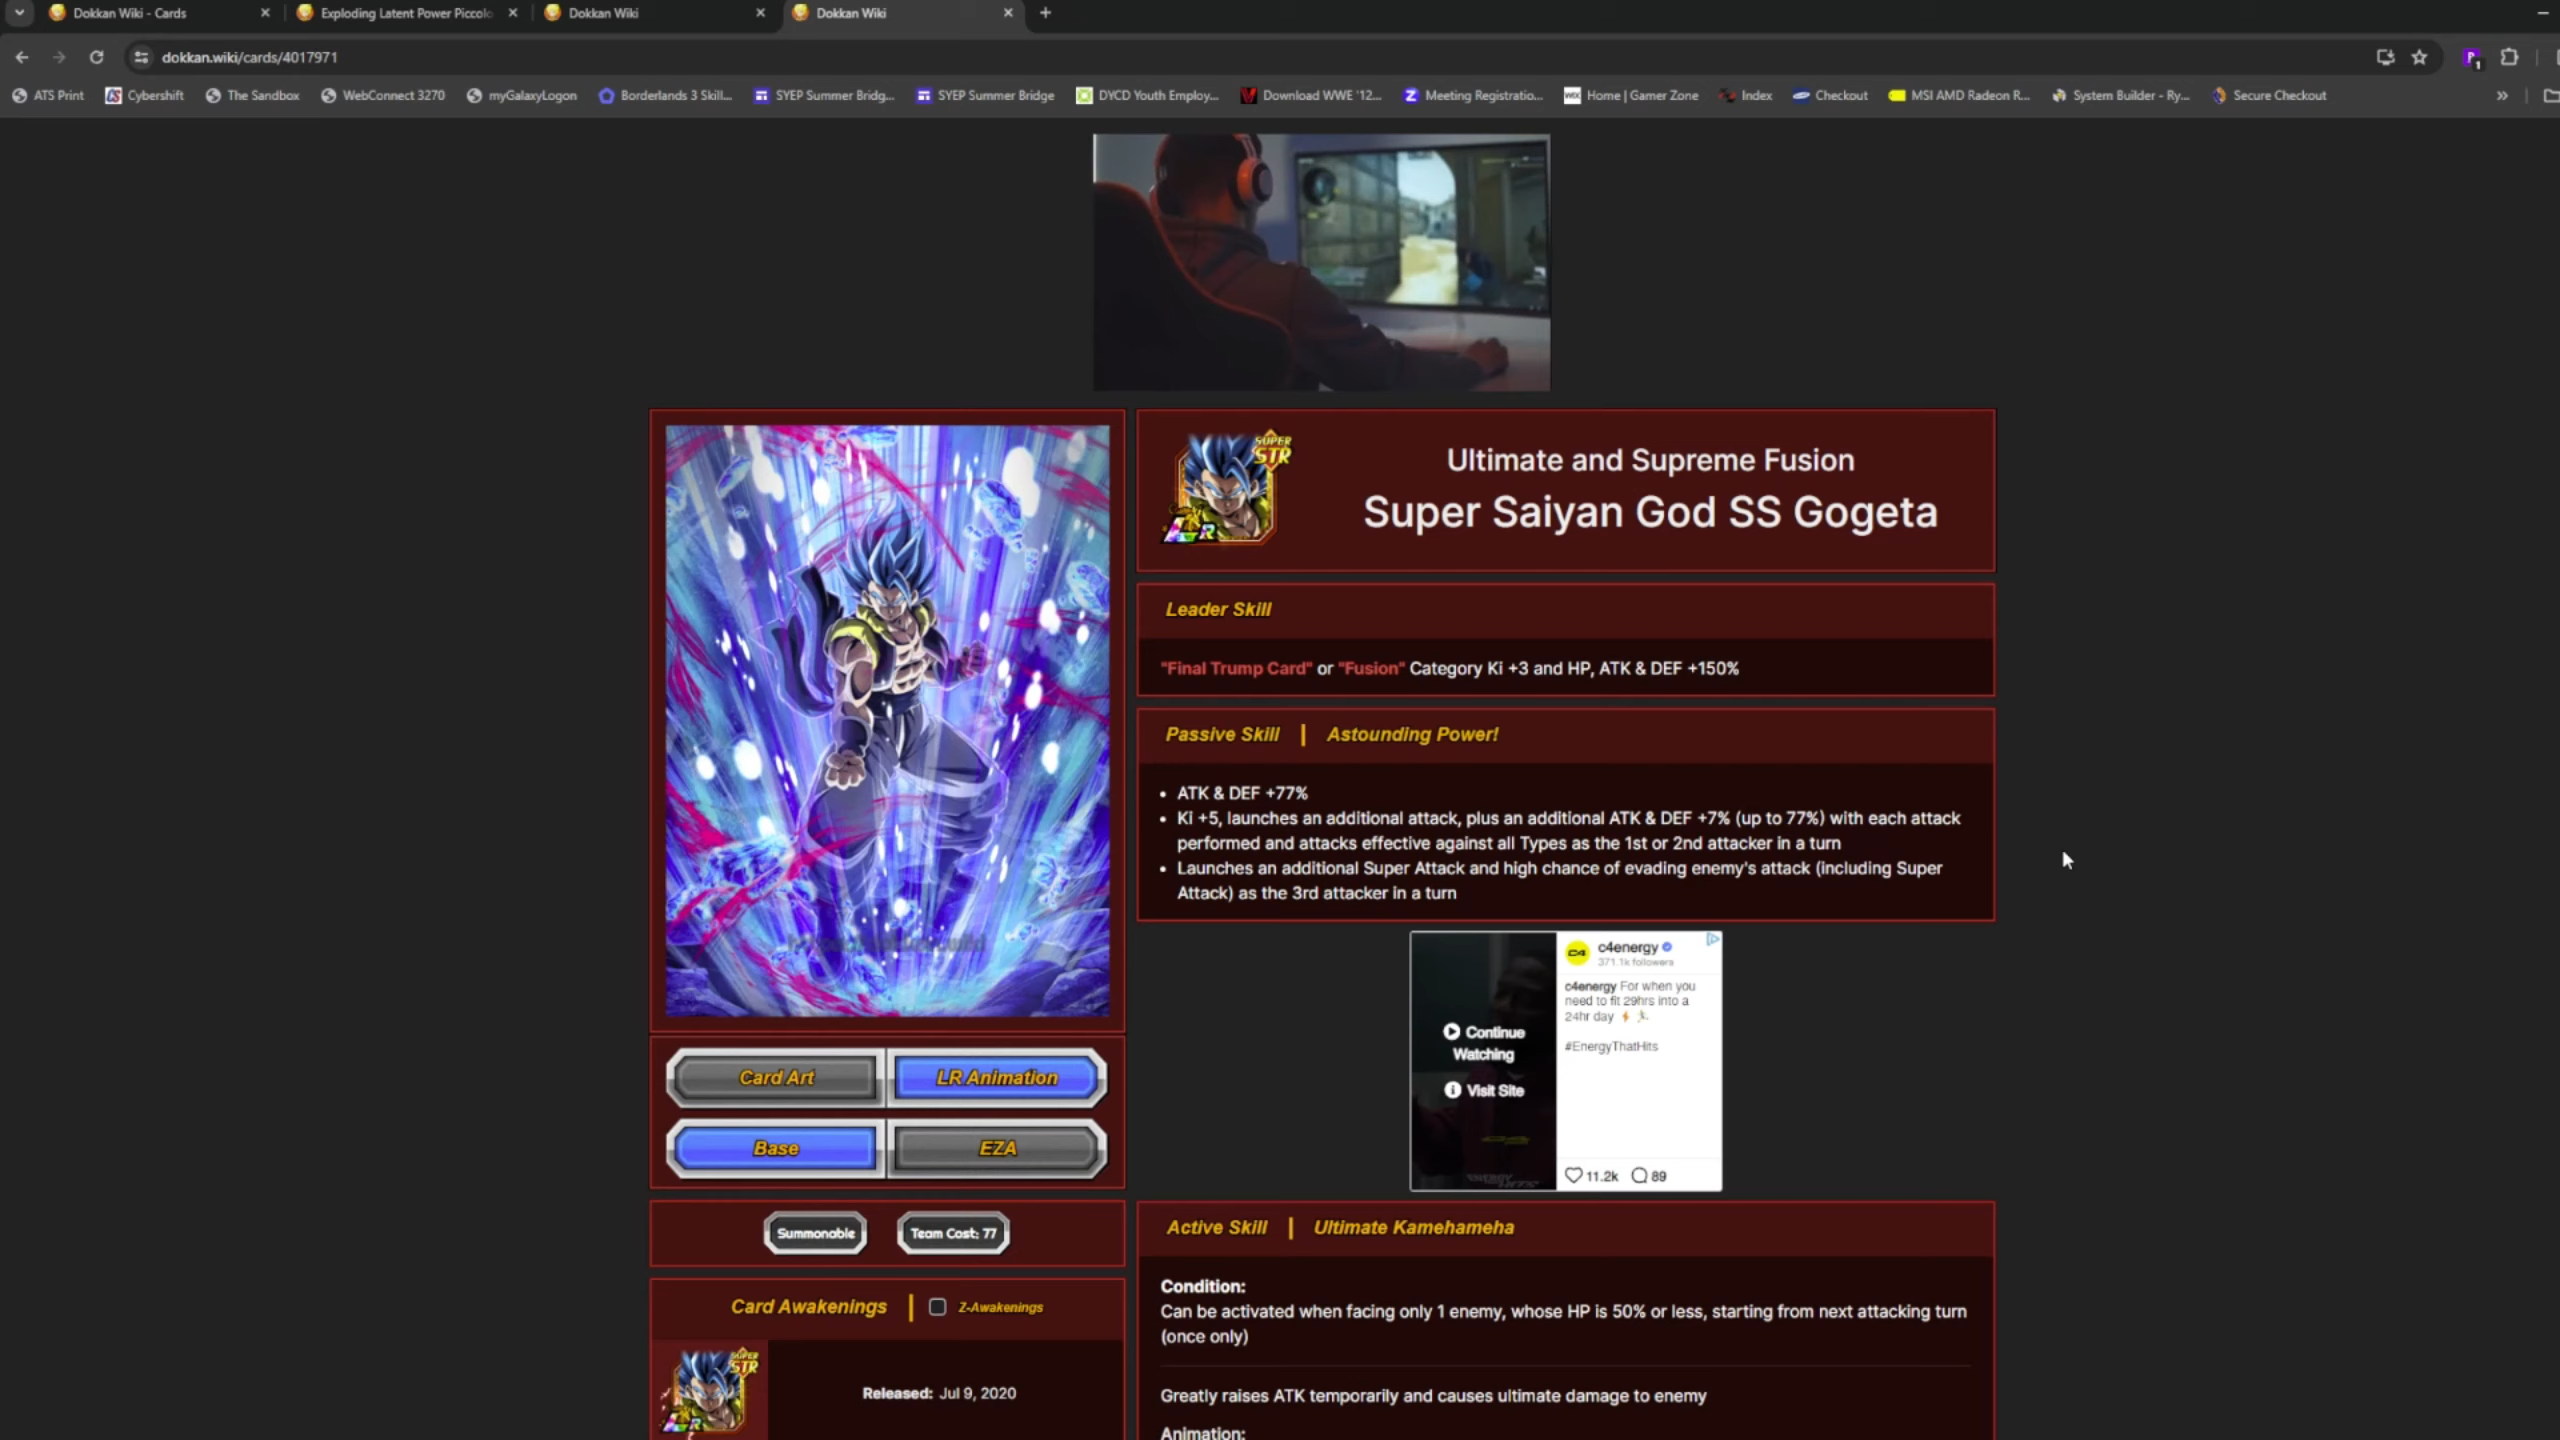 Dokkan Wiki - Cards
Exploding Latent Power Piccolo
Dokkan Wiki
Dokkan Wiki
dokkan.wiki/cards/4017971
ATS Print
Cybershift
The Sandbox
WebConnect 3270
myGalaxyLogon
Borderlands 3 Skill...
SYEP Summer Bridg...
SYEP Summer Bridge
DYCD Youth Employ...
Download WWE '12...
Meeting Registratio...
Home | Gamer Zone
Index
Checkout
MSI AMD Radeon R...
System Builder - Ry...
Secure Checkout
SUPER
STR
Ultimate and Supreme Fusion
Super Saiyan God SS Gogeta
Leader Skill
"Final Trump Card" or "Fusion" Category Ki +3 and HP, ATK & DEF +150%
Passive Skill | Astounding Power!
• ATK & DEF +77%
• Ki +5, launches an additional attack, plus an additional ATK & DEF +7% (up to 77%) with each attack
performed and attacks effective against all Types as the 1st or 2nd attacker in a turn
• Launches an additional Super Attack and high chance of evading enemy's attack (including Super
Attack) as the 3rd attacker in a turn
Continue
Watching
Visit Site
C4
c4energy
371.1k followers
c4energy For when you
need to fit 29hrs into a
24hr day
#EnergyThatHits
11.2k 89
Card Art
LR Animation
Base
EZA
Summonable
Team Cost: 77
Card Awakenings | Z-Awakenings
SUPER
STR
Released: Jul 9, 2020
Active Skill | Ultimate Kamehameha
Condition:
Can be activated when facing only 1 enemy, whose HP is 50% or less, starting from next attacking turn
(once only)
Greatly raises ATK temporarily and causes ultimate damage to enemy
Animation: